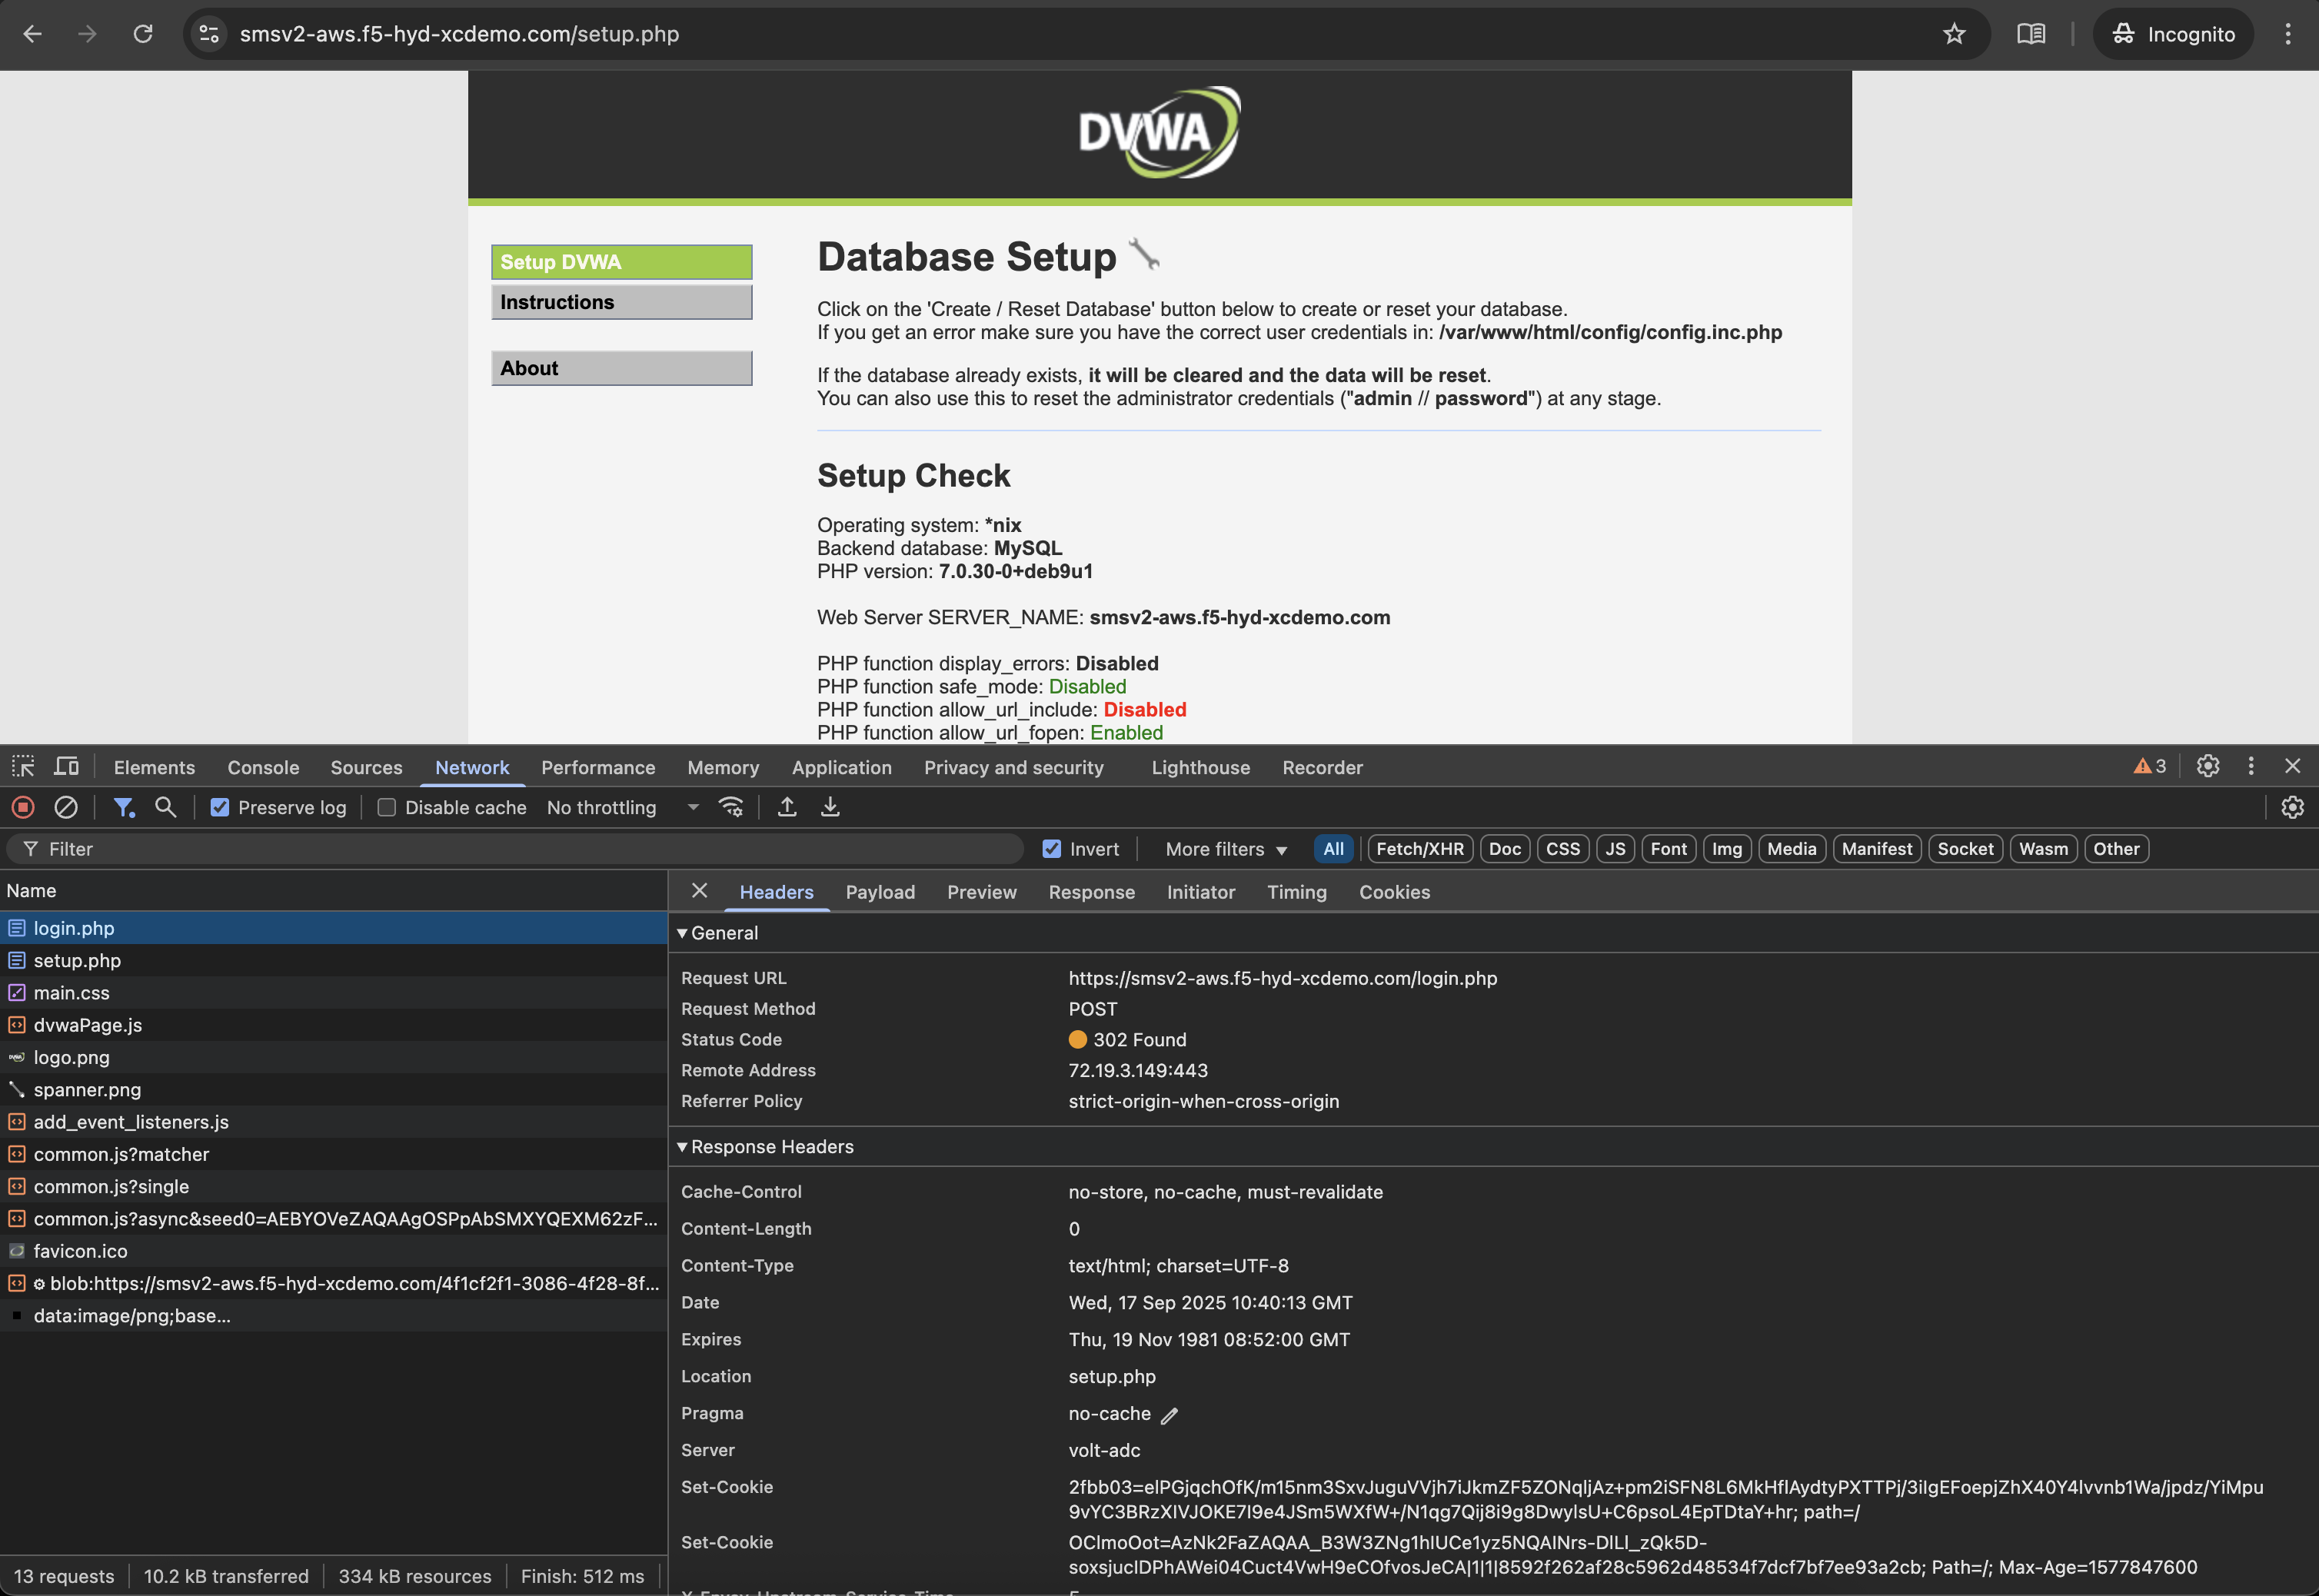 smsv2-aws.f5-hyd-xcdemo.com/setup.php
Incognito
DVWA
Setup DVWA
Instructions
About
Database Setup
Click on the 'Create / Reset Database' button below to create or reset your database.
If you get an error make sure you have the correct user credentials in: /var/www/html/config/config.inc.php
If the database already exists, it will be cleared and the data will be reset.
You can also use this to reset the administrator credentials ("admin // password") at any stage.
Setup Check
Operating system: *nix
Backend database: MySQL
PHP version: 7.0.30-0+deb9u1
Web Server SERVER_NAME: smsv2-aws.f5-hyd-xcdemo.com
PHP function display_errors: Disabled
PHP function safe_mode: Disabled
PHP function allow_url_include: Disabled
PHP function allow_url_fopen: Enabled
Elements Console Sources Network Performance Memory Application Privacy and security Lighthouse Recorder 3
Preserve log Disable cache No throttling
Filter Invert More filters All Fetch/XHR Doc CSS JS Font Img Media Manifest Socket Wasm Other
Name
login.php
setup.php
main.css
dvwaPage.js
logo.png
spanner.png
add_event_listeners.js
common.js?matcher
common.js?single
common.js?async&seed0=AEBYOVeZAQAAgOSPpAbSMXYQEXM62zF...
favicon.ico
blob:https://smsv2-aws.f5-hyd-xcdemo.com/4f1cf2f1-3086-4f28-8f...
data:image/png;base...
13 requests 10.2 kB transferred 334 kB resources Finish: 512 ms
Headers Payload Preview Response Initiator Timing Cookies
General
Request URL https://smsv2-aws.f5-hyd-xcdemo.com/login.php
Request Method POST
Status Code 302 Found
Remote Address 72.19.3.149:443
Referrer Policy strict-origin-when-cross-origin
Response Headers
Cache-Control no-store, no-cache, must-revalidate
Content-Length 0
Content-Type text/html; charset=UTF-8
Date Wed, 17 Sep 2025 10:40:13 GMT
Expires Thu, 19 Nov 1981 08:52:00 GMT
Location setup.php
Pragma no-cache
Server volt-adc
Set-Cookie 2fbb03=elPGjqchOfK/m15nm3SxvJuguVVjh7iJkmZF5ZONqljAz+pm2iSFN8L6MkHflAydtyPXTTPj/3ilgEFoepjZhX40Y4lvvnb1Wa/jpdz/YiMpu
9vYC3BRzXIVJOKE7I9e4JSm5WXfW+/N1qg7Qij8i9g8DwylsU+C6psoL4EpTDtaY+hr; path=/
Set-Cookie OClmoOot=AzNk2FaZAQAA_B3W3ZNg1hlUCe1yz5NQAINrs-DlLl_zQk5D-
soxsjuclDPhAWei04Cuct4VwH9eCOfvosJeCA|1|1|8592f262af28c5962d48534f7dcf7bf7ee93a2cb; Path=/; Max-Age=1577847600